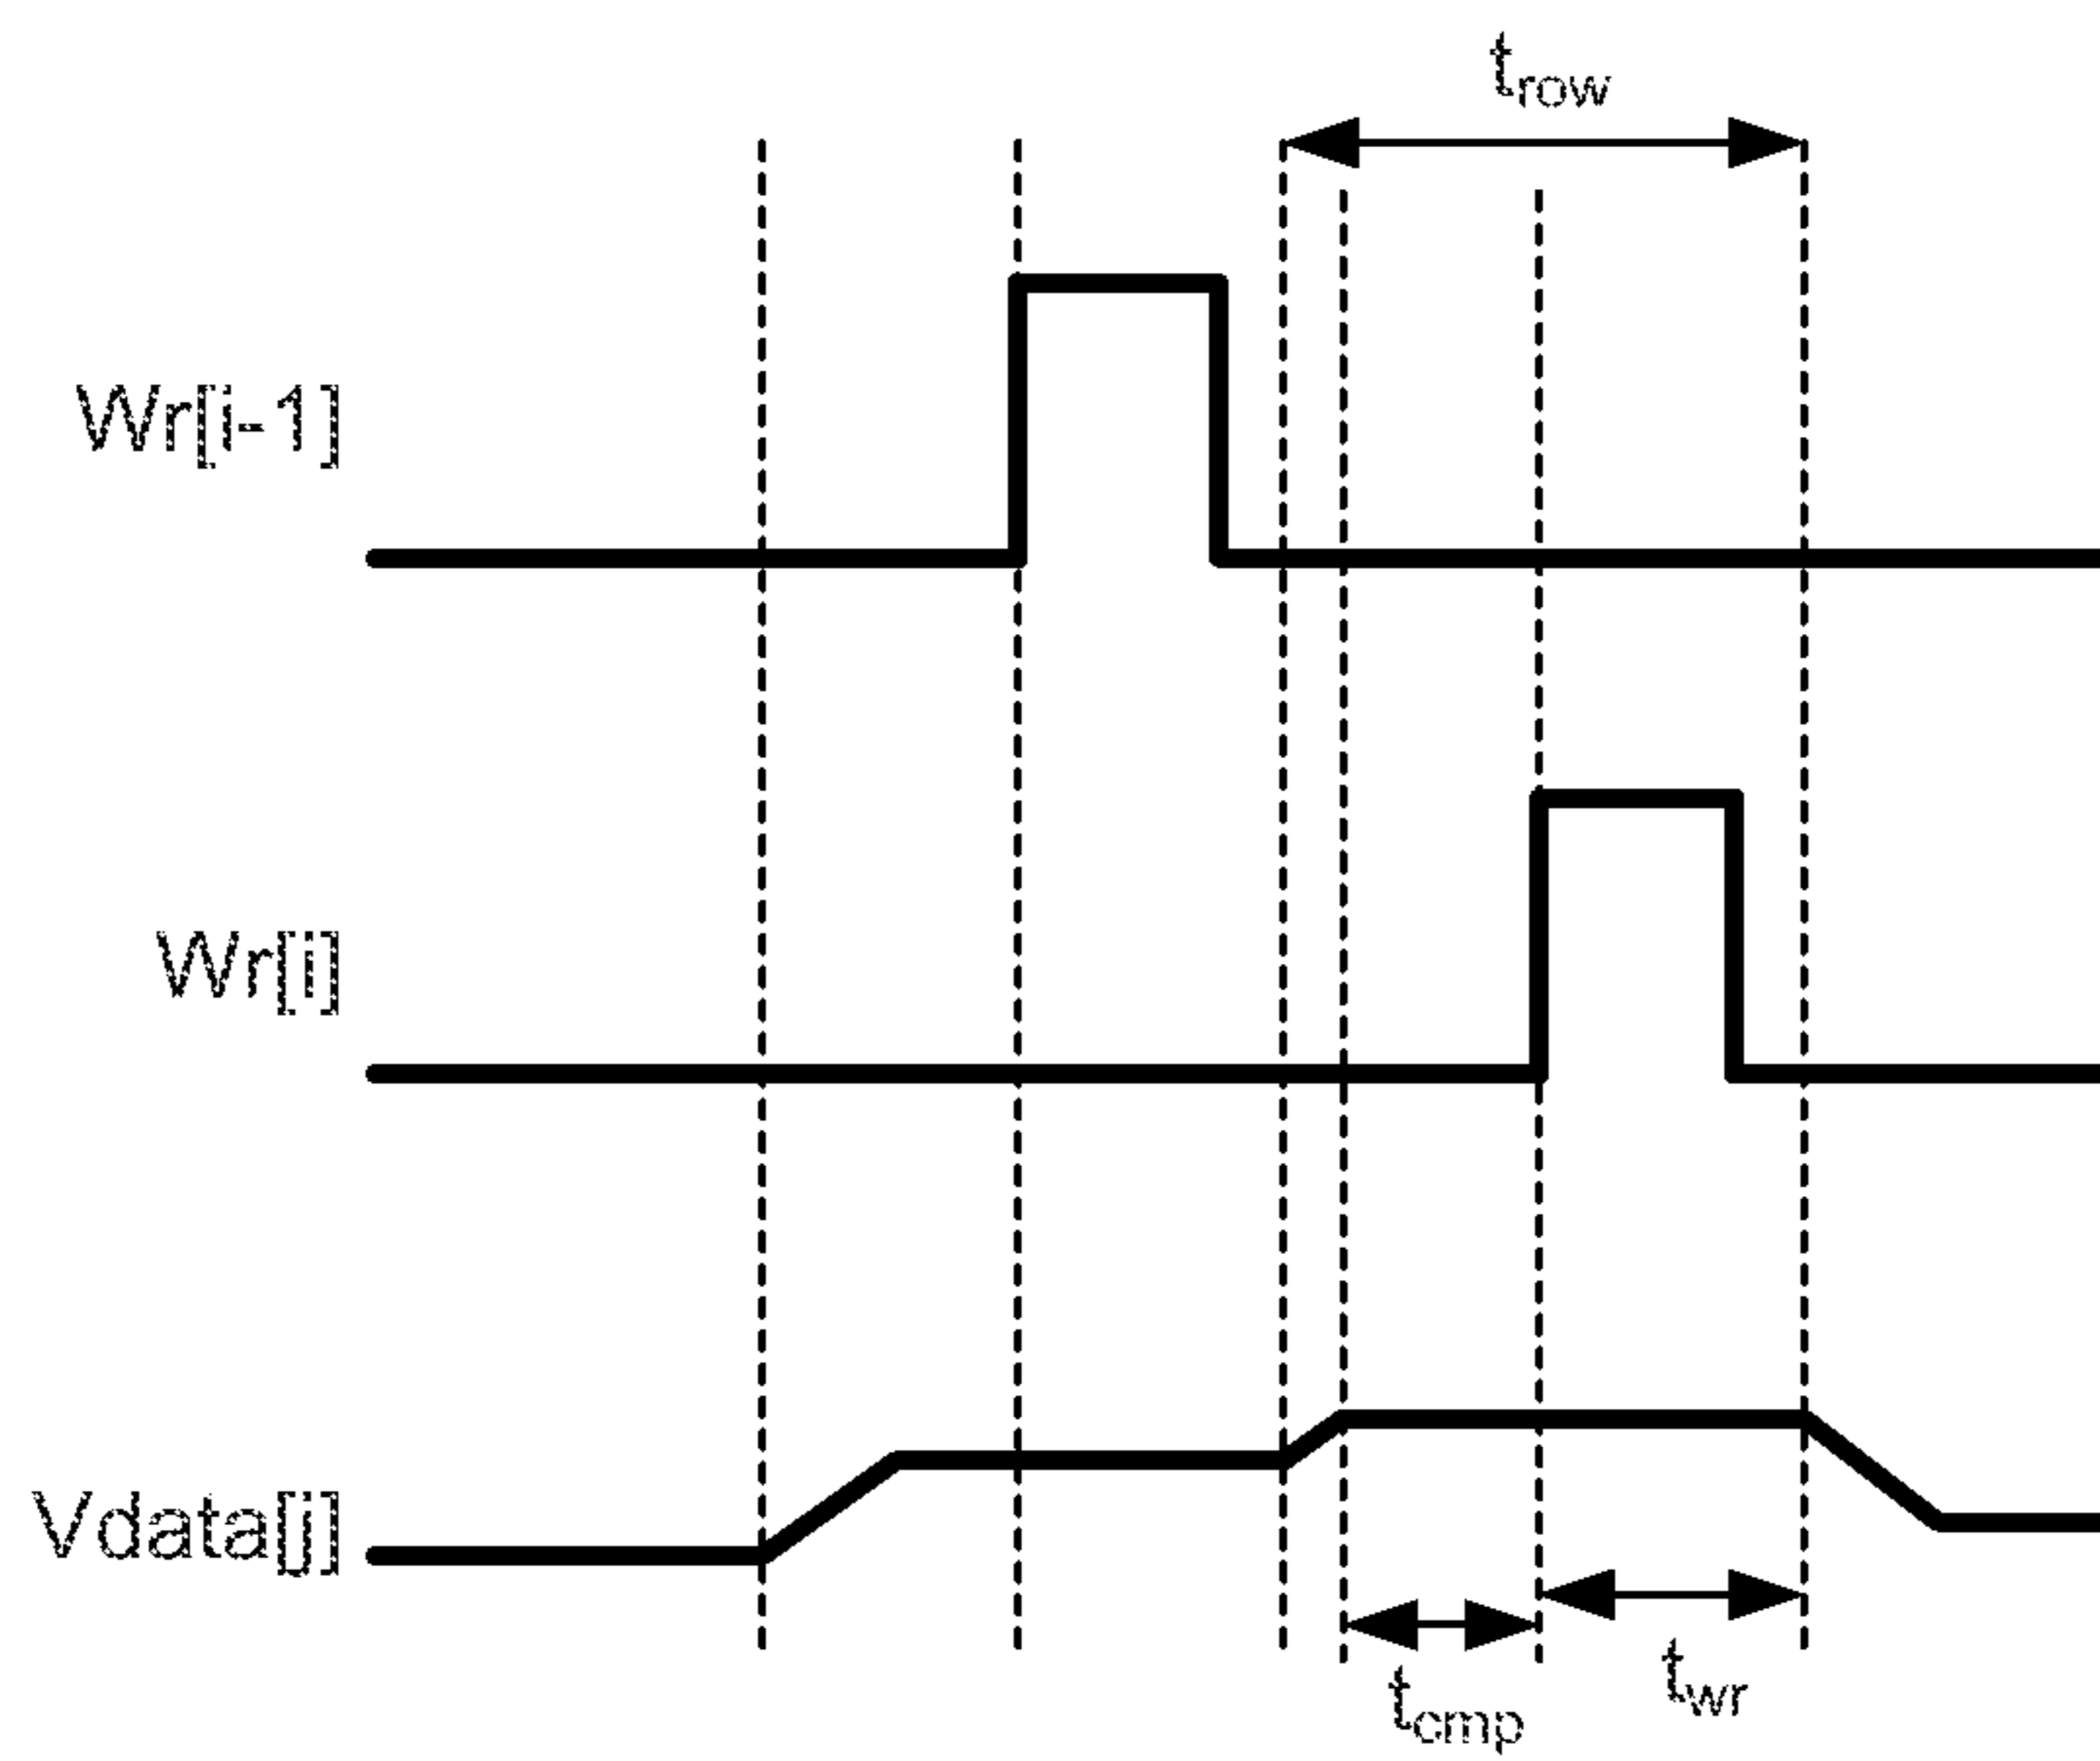 t_row
Wr[i-1]
Wr[i]
Vdata[j]
t_cmp
t_wr